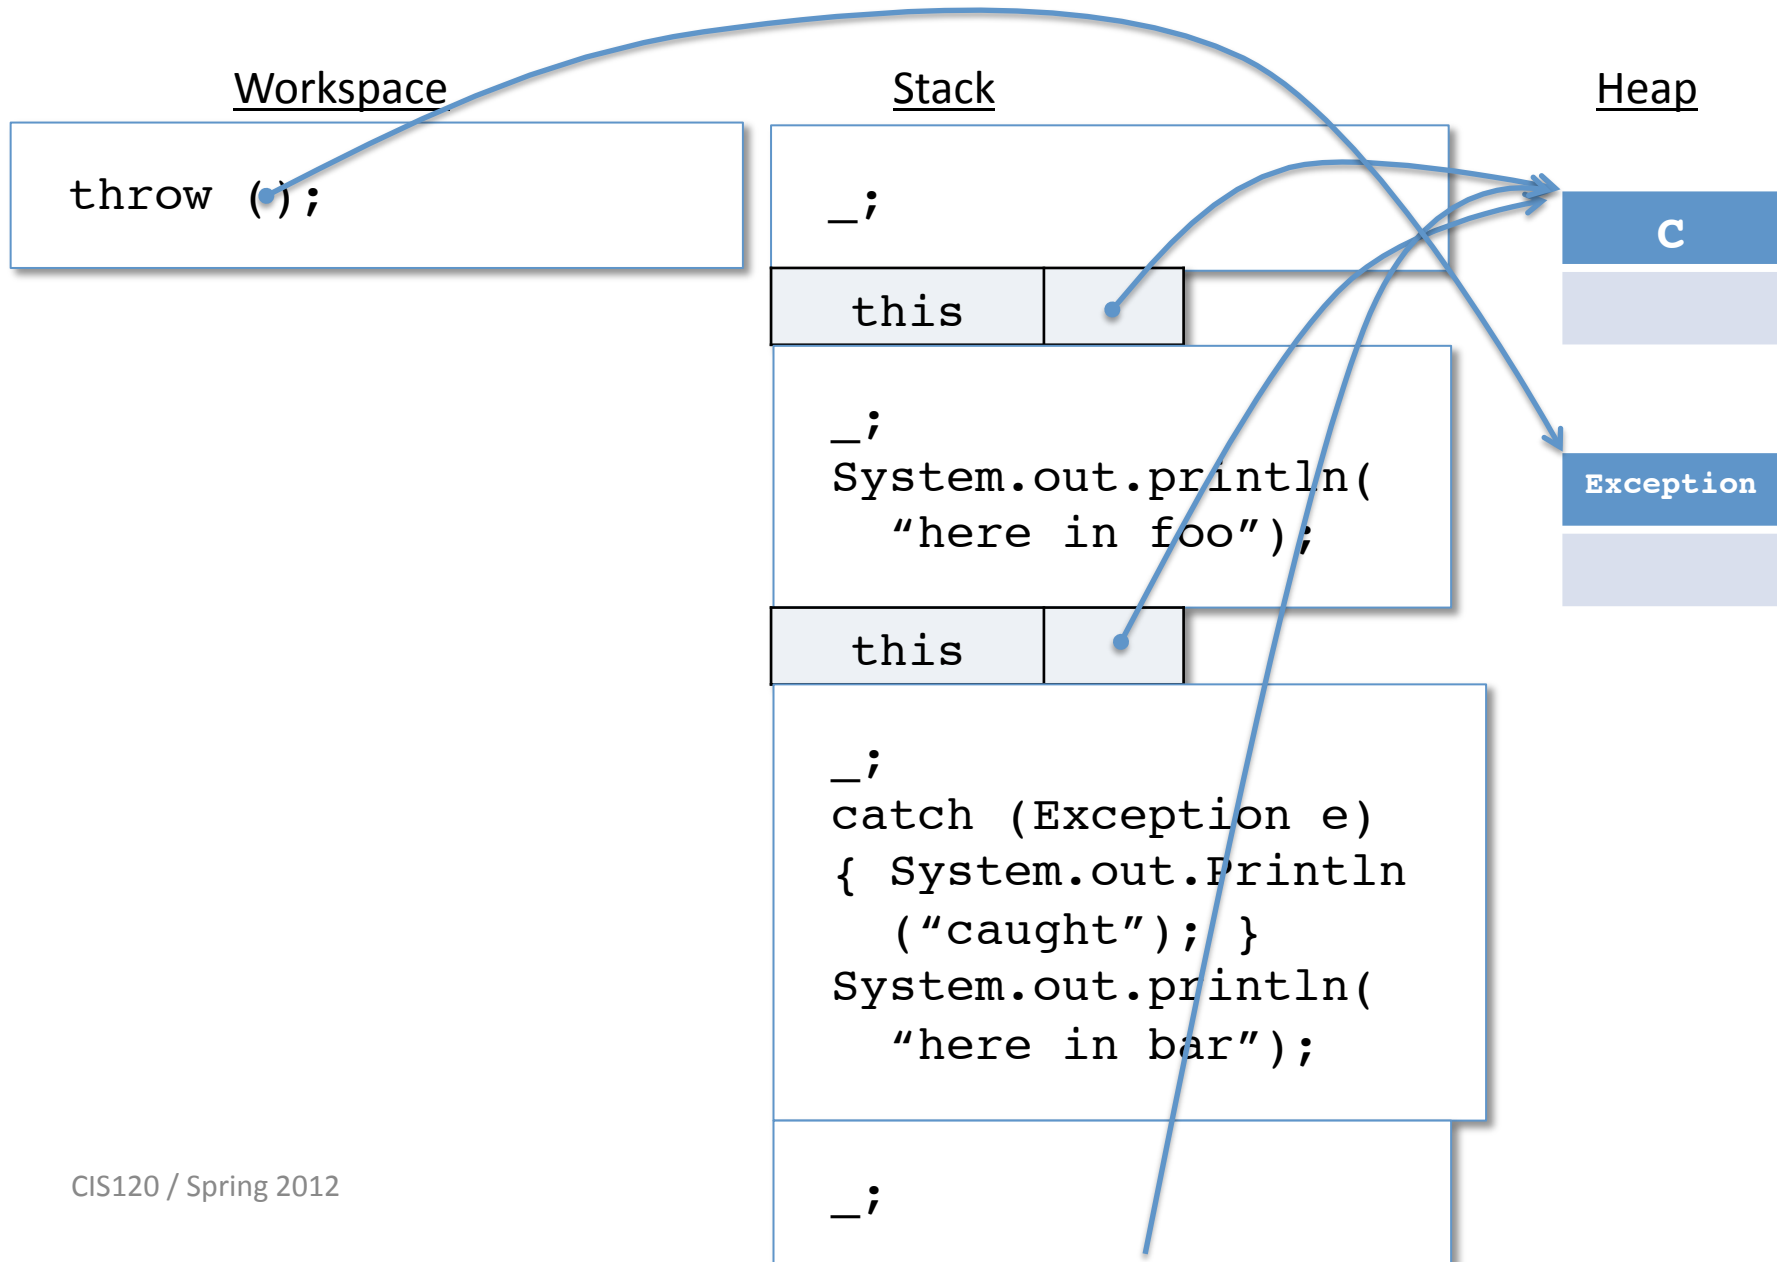 Workspace
Stack
Heap
throw ();
_;
this
_;
System.out.println(
“here in foo”);
this
_;
catch (Exception e)
{ System.out.Println
(“caught”); }
System.out.println(
“here in bar”);
_;
C
Exception
CIS120 / Spring 2012